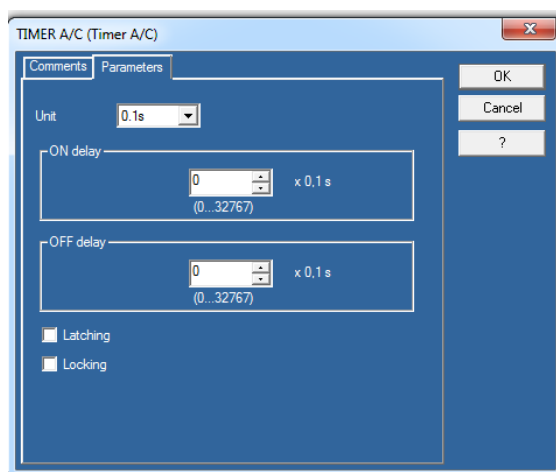 TIMER A/C (Timer A/C)
Comments Parameters
OK
Unit 0.1s
Cancel
?
ON delay
0 x 0,1 s
(0...32767)
OFF delay
0 x 0,1 s
(0...32767)
Latching
Locking